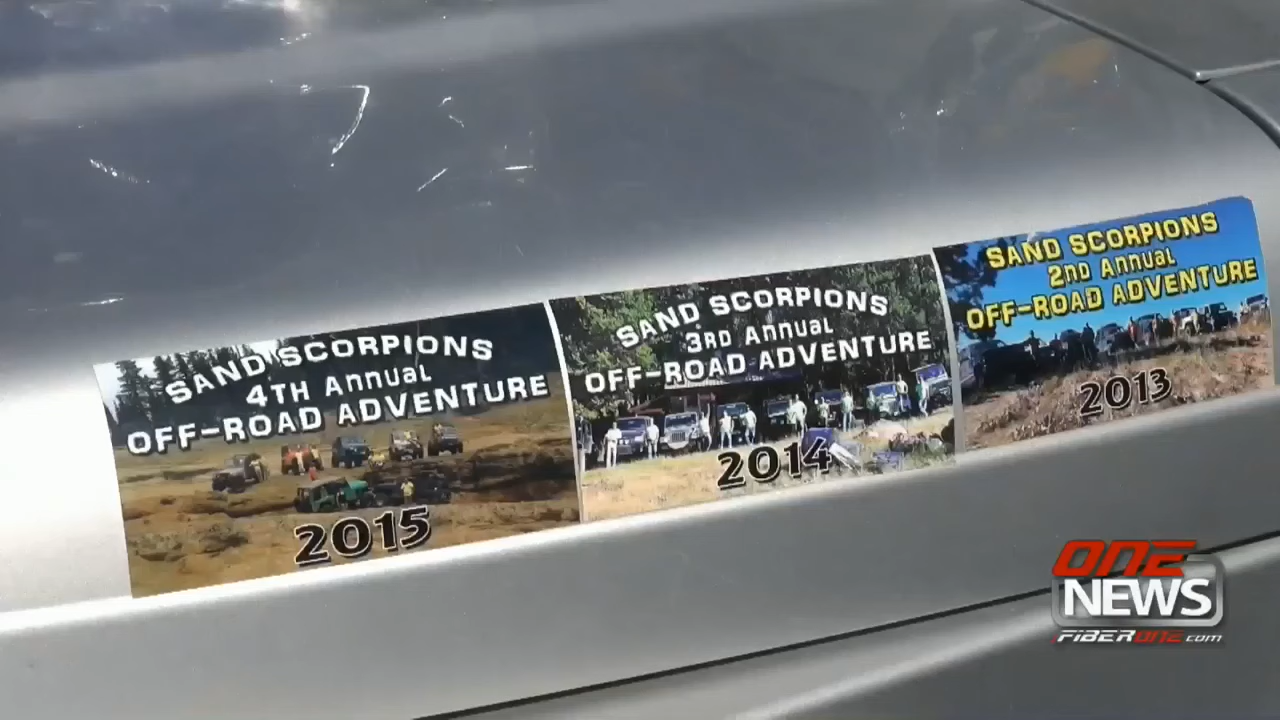 SAND SCORPIONS
4TH Annual
OFF-ROAD ADVENTURE
2015
SAND SCORPIONS
3RD Annual
OFF-ROAD ADVENTURE
2014
SAND SCORPIONS
2ND Annual
OFF-ROAD ADVENTURE
2013
ONE
NEWS
FIBERONE.com